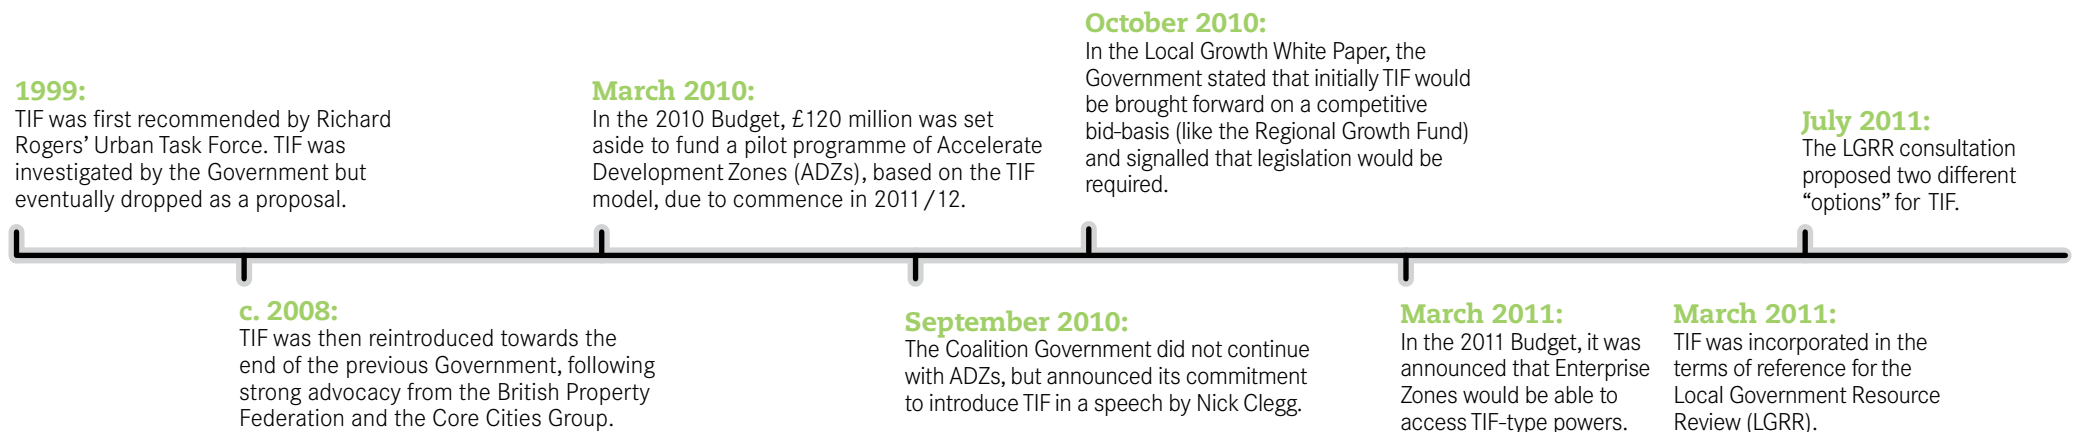 1999:
TIF was first recommended by Richard
Rogers’ Urban Task Force. TIF was
investigated by the Government but
eventually dropped as a proposal.
c. 2008:
TIF was then reintroduced towards the
end of the previous Government, following
strong advocacy from the British Property
Federation and the Core Cities Group.
March 2010:
In the 2010 Budget, £120 million was set
aside to fund a pilot programme of Accelerate
Development Zones (ADZs), based on the TIF
model, due to commence in 2011/12.
September 2010:
The Coalition Government did not continue
with ADZs, but announced its commitment
to introduce TIF in a speech by Nick Clegg.
October 2010:
In the Local Growth White Paper, the
Government stated that initially TIF would
be brought forward on a competitive
bid-basis (like the Regional Growth Fund)
and signalled that legislation would be
required.
March 2011:
In the 2011 Budget, it was
announced that Enterprise
Zones would be able to
access TIF-type powers.
March 2011:
TIF was incorporated in the
terms of reference for the
Local Government Resource
Review (LGRR).
July 2011:
The LGRR consultation
proposed two different
“options” for TIF.